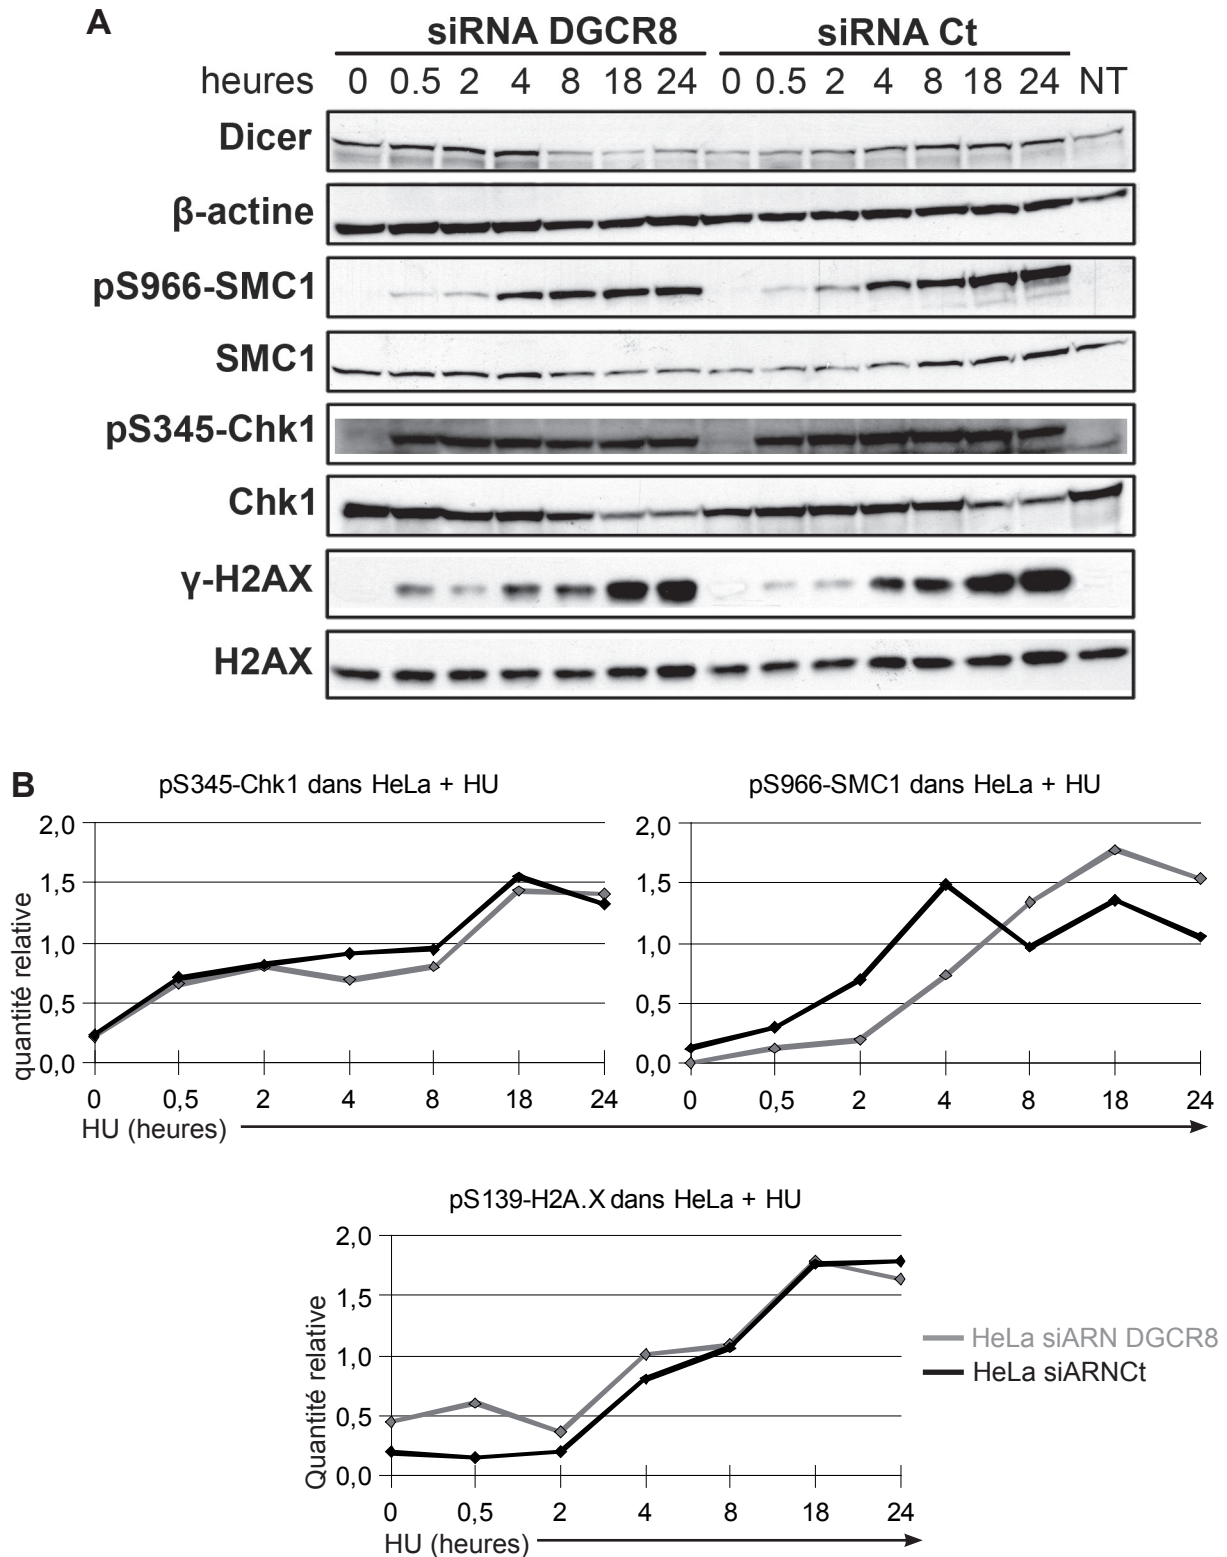 A
siRNA DGCR8 siRNA Ct
heures 0 0.5 2 4 8 18 24 0 0.5 2 4 8 18 24 NT
Dicer
β-actine
pS966-SMC1
SMC1
pS345-Chk1
Chk1
γ-H2AX
H2AX
B
pS345-Chk1 dans HeLa + HU
quantité relative
2,0
1,5
1,0
0,5
0,0
0 0,5 2 4 8 18 24
HU (heures)
pS966-SMC1 dans HeLa + HU
2,0
1,5
1,0
0,5
0,0
0 0,5 2 4 8 18 24
pS139-H2A.X dans HeLa + HU
Quantité relative
2,0
1,5
1,0
0,5
0,0
0 0,5 2 4 8 18 24
HU (heures)
HeLa siARN DGCR8
HeLa siARNCt